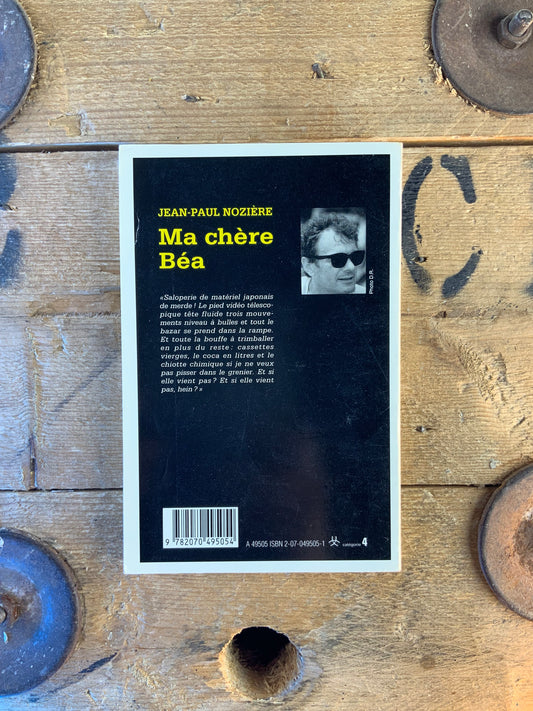 JEAN-PAUL NOZIÈRE
Ma chère
Béa
Photo D.R.
«Saloperie de matériel japonais
de merde ! Le pied vidéo télesco-
pique tête fluide trois mouve-
ments niveau à bulles et tout le
bazar se prend dans la rampe.
Et toute la bouffe à trimballer
en plus du reste : cassettes
vierges, le coca en litres et le
chiotte chimique si je ne veux
pas pisser dans le grenier. Et si
elle vient pas ? Et si elle vient
pas, hein ? »
9 782070 495054
A 49505 ISBN 2-07-049505-1
catégorie 4